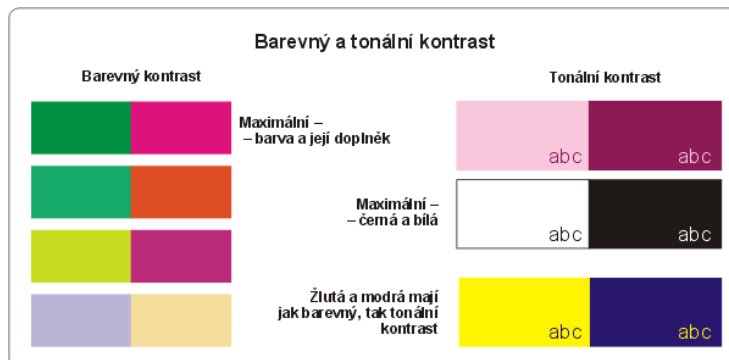 Barevný a tonální kontrast
Barevný kontrast
Maximální –
– barva a její doplněk
Tonální kontrast
abc abc
Maximální –
– černá a bílá
abc abc
Žlutá a modrá mají
jak barevný, tak tonální
kontrast
abc abc